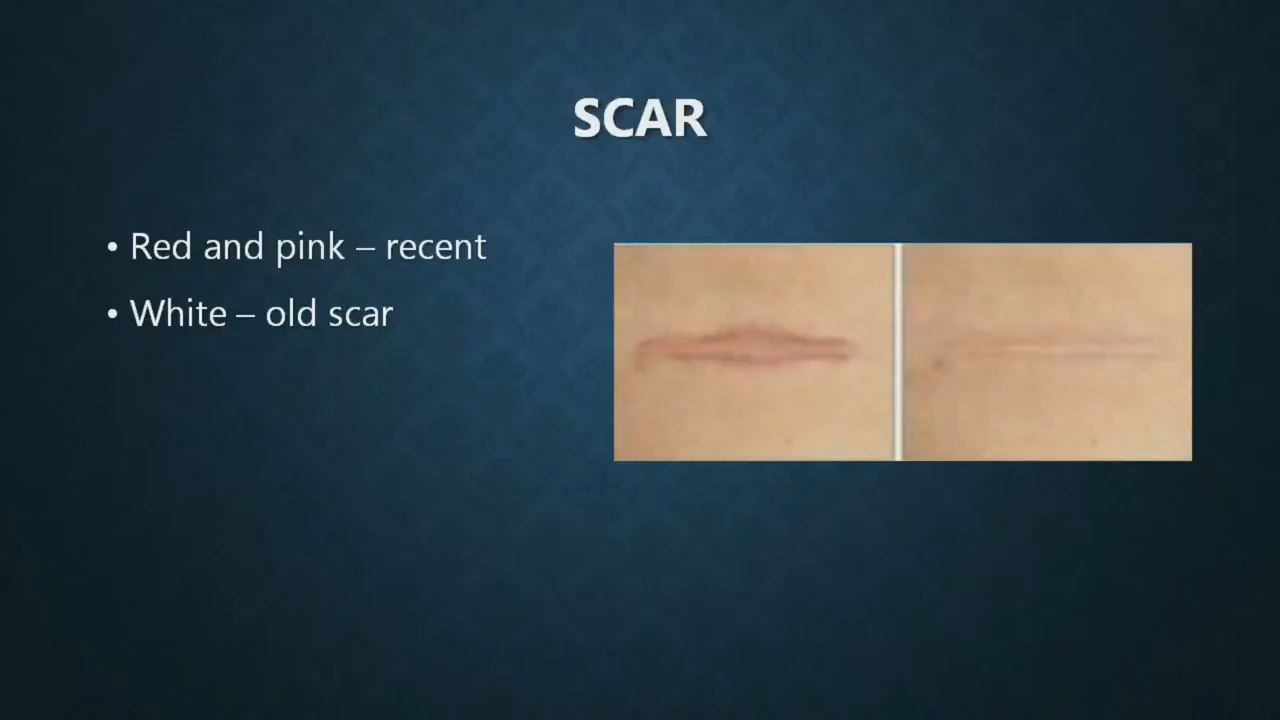 SCAR
• Red and pink – recent
• White – old scar